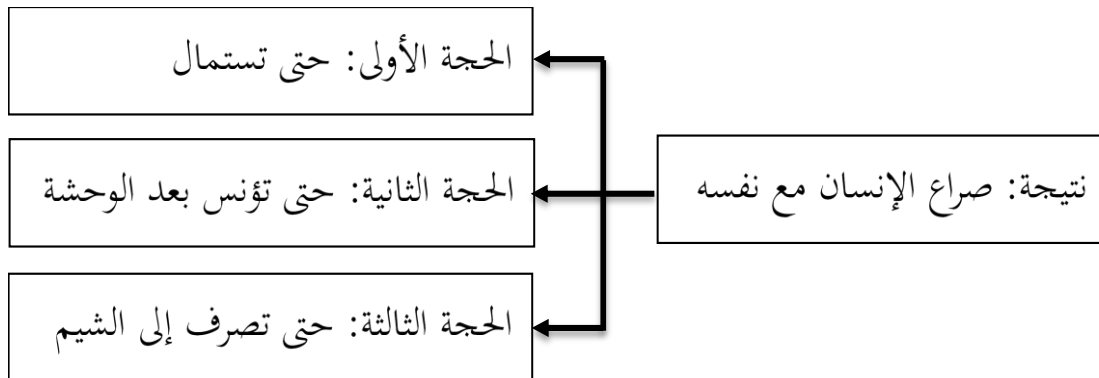 نتيجة: صراع الإنسان مع نفسه
الحجة الأولى: حتى تستمال
الحجة الثانية: حتى تؤنس بعد الوحشة
الحجة الثالثة: حتى تصرف إلى الشيم